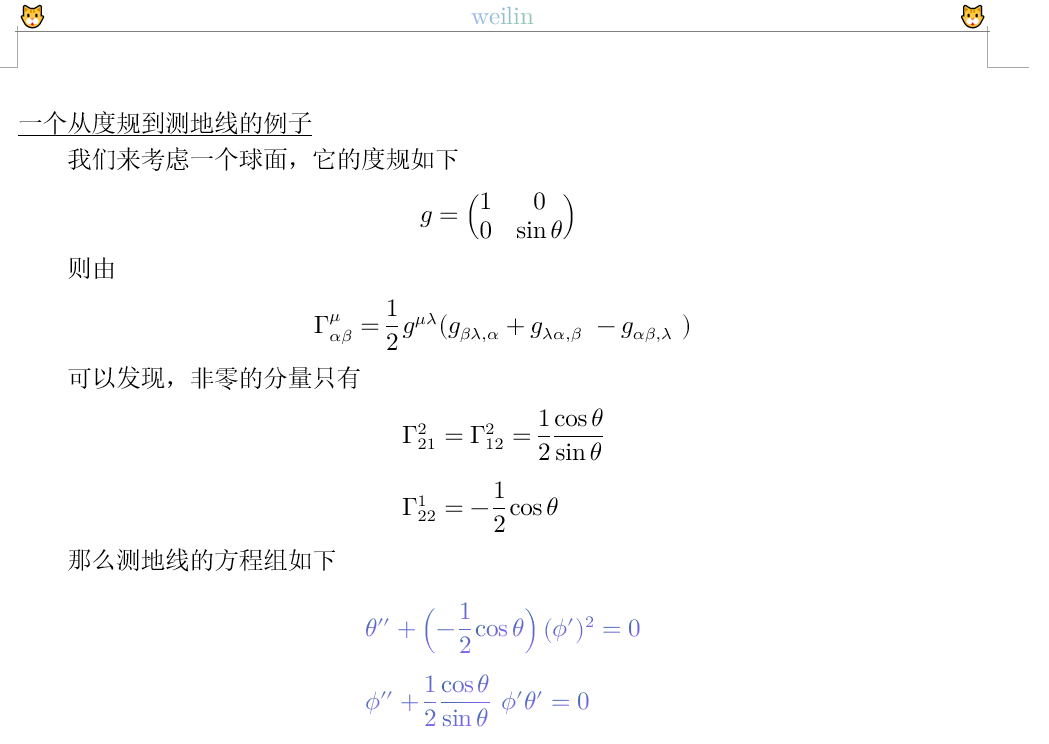 weilin
一个从度规到测地线的例子
我们来考虑一个球面，它的度规如下
g = \begin{pmatrix} 1 & 0 \\ 0 & \sin\theta \end{pmatrix}
则由
\Gamma^{\mu}_{\alpha\beta} = \frac{1}{2} g^{\mu\lambda} (g_{\beta\lambda,\alpha} + g_{\lambda\alpha,\beta} - g_{\alpha\beta,\lambda})
可以发现，非零的分量只有
\Gamma^{2}_{21} = \Gamma^{2}_{12} = \frac{1}{2} \frac{\cos\theta}{\sin\theta}
\Gamma^{1}_{22} = -\frac{1}{2} \cos\theta
那么测地线的方程组如下
\theta'' + \left(-\frac{1}{2} \cos\theta\right) (\phi')^2 = 0
\phi'' + \frac{1}{2} \frac{\cos\theta}{\sin\theta} \phi'\theta' = 0